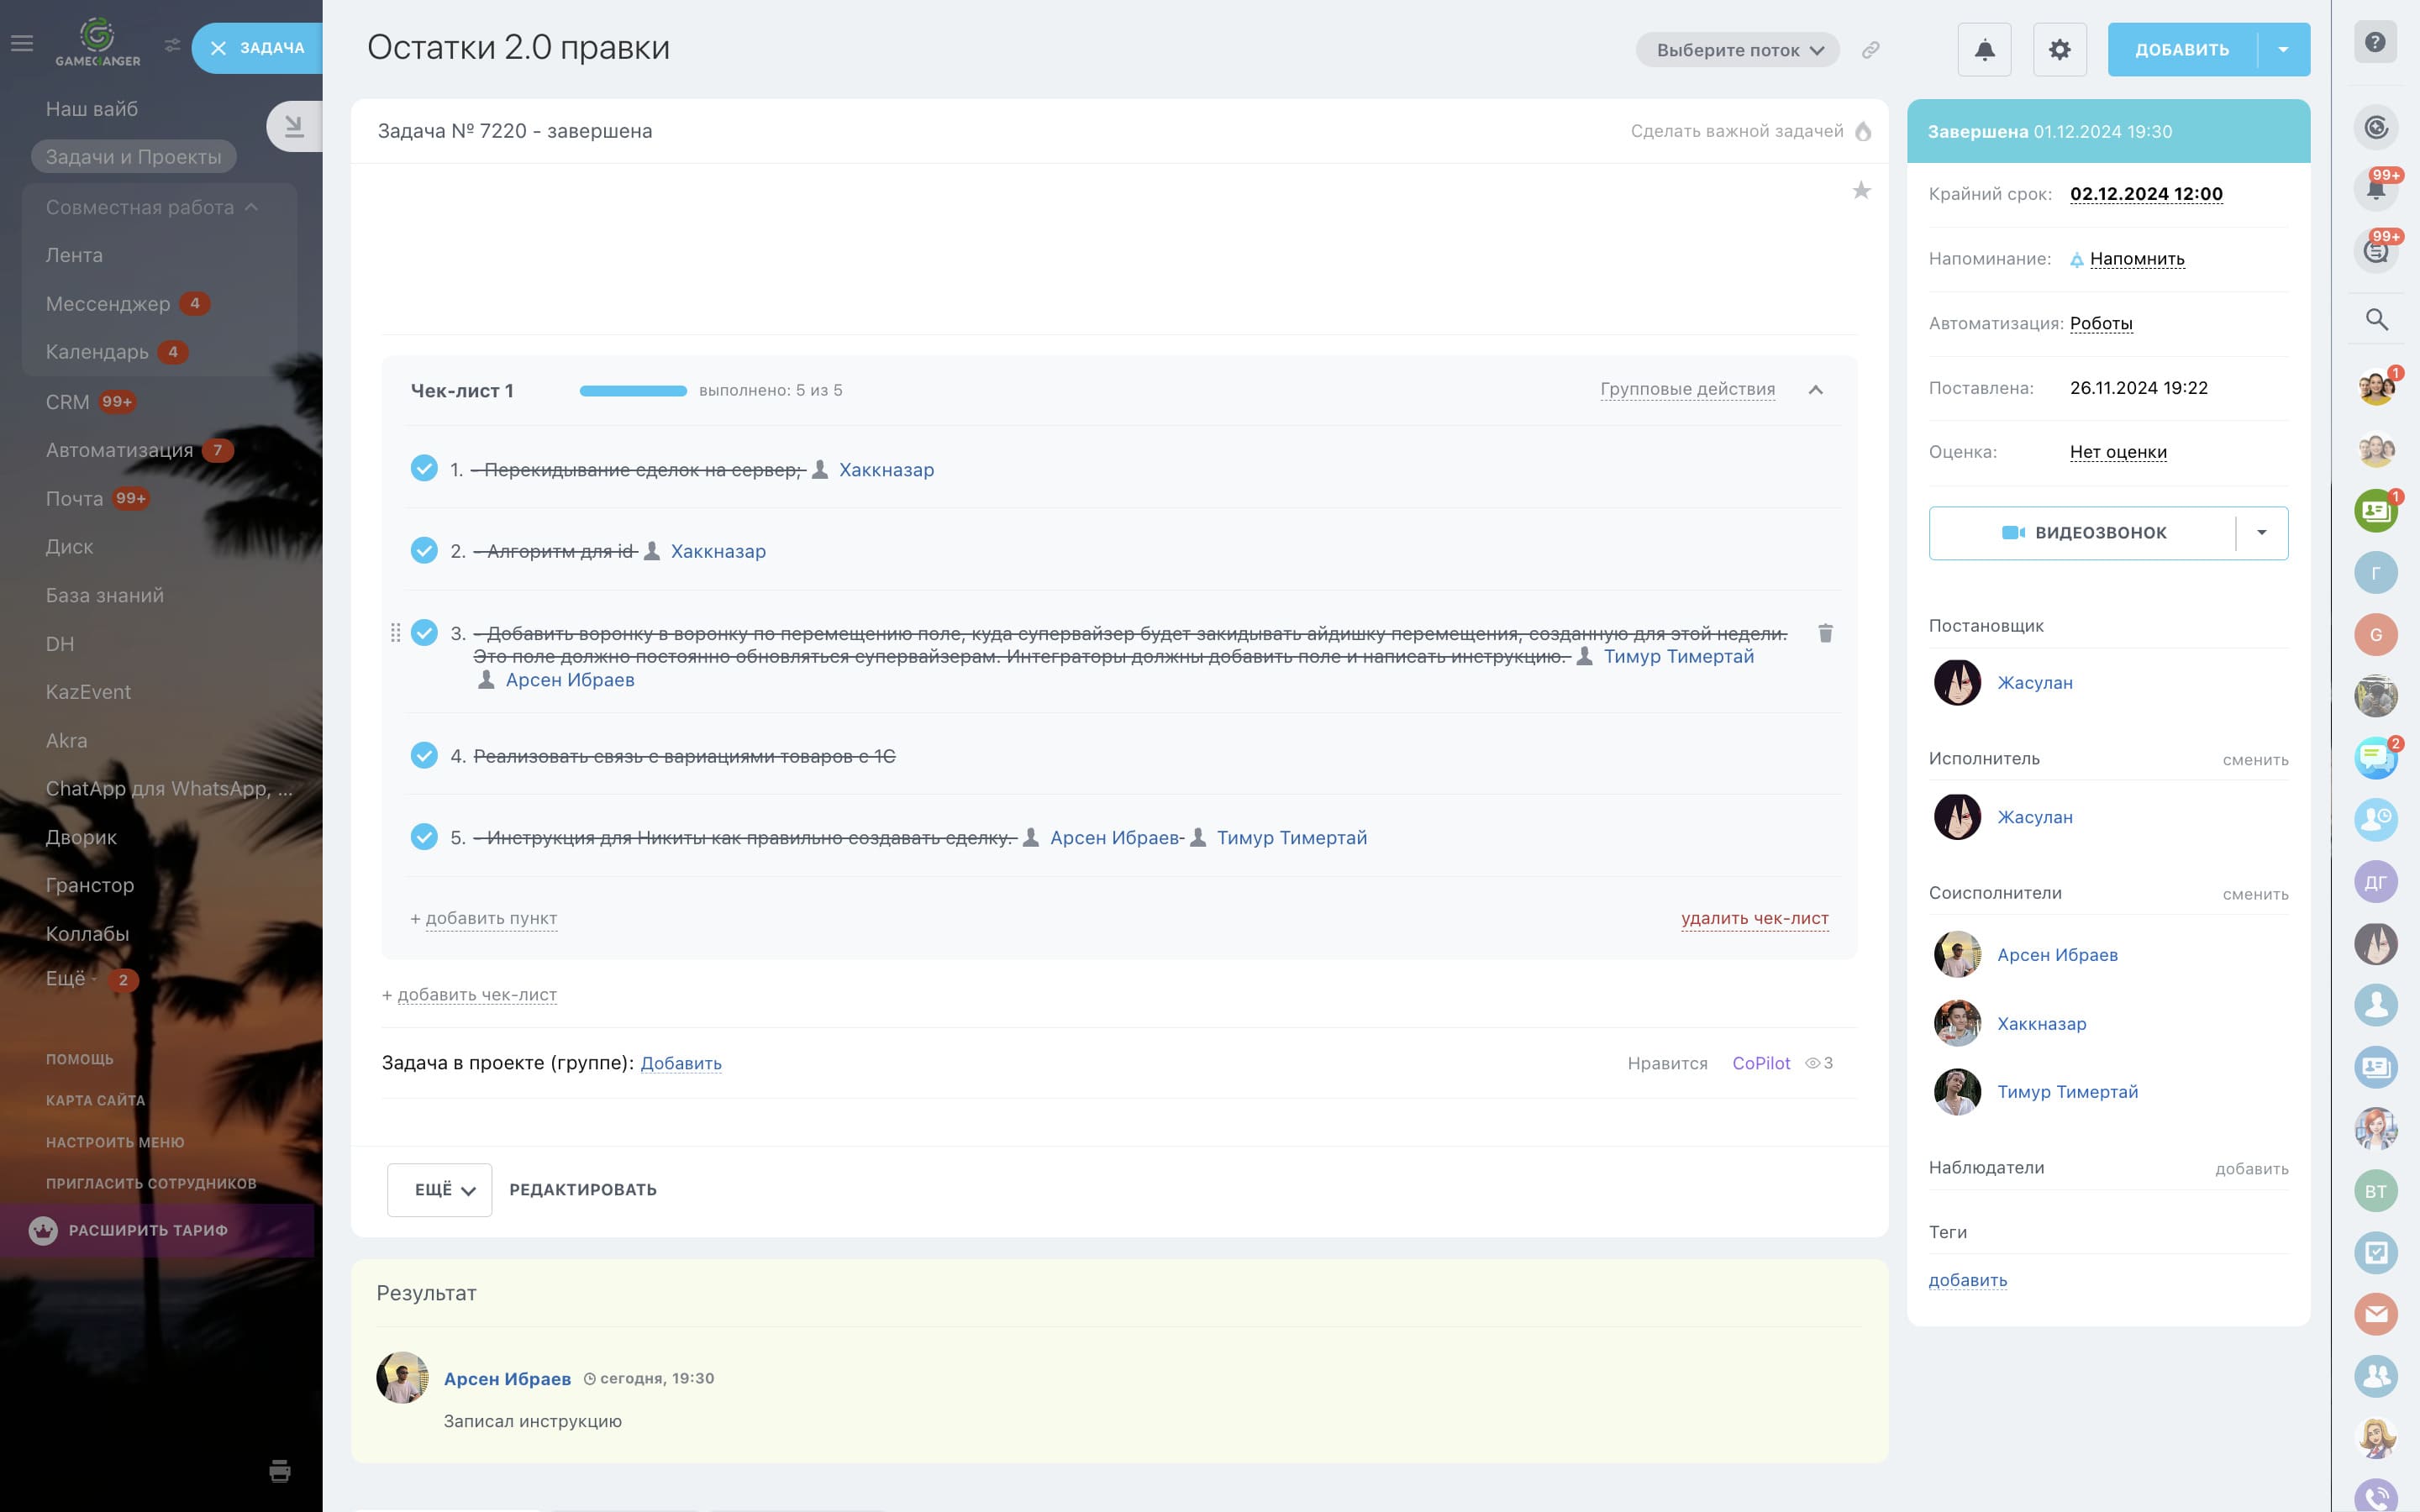 GAMECHANGER
ЗАДАЧА
Наш вайб
Задачи и Проекты
Совместная работа
Лента
Мессенджер 4
Календарь 4
CRM 99+
Автоматизация 7
Почта 99+
Диск
База знаний
DH
KazEvent
Akra
ChatApp для WhatsApp, ...
Дворик
Гранстор
Коллабы
Ещё 2
ПОМОЩЬ
КАРТА САЙТА
НАСТРОИТЬ МЕНЮ
ПРИГЛАСИТЬ СОТРУДНИКОВ
РАСШИРИТЬ ТАРИФ
Остатки 2.0 правки
Выберите поток
ДОБАВИТЬ
Задача № 7220 - завершена
Сделать важной задачей
Чек-лист 1
выполнено: 5 из 5
Групповые действия
1. - Перекидывание сделок на сервер; Хаккназар
2. - Алгоритм для id Хаккназар
3. - Добавить воронку в воронку по перемещению поле, куда супервайзер будет закидывать айдишку перемещения, созданную для этой недели.
Это поле должно постоянно обновляться супервайзерам. Интеграторы должны добавить поле и написать инструкцию. Тимур Тимертай
Арсен Ибраев
4. Реализовать связь с вариациями товаров с 1С
5. - Инструкция для Никиты как правильно создавать сделку. Арсен Ибраев Тимур Тимертай
+ добавить пункт
удалить чек-лист
+ добавить чек-лист
Задача в проекте (группе): Добавить
Нравится CoPilot 3
ЕЩЁ
РЕДАКТИРОВАТЬ
Результат
Арсен Ибраев сегодня, 19:30
Записал инструкцию
Завершена 01.12.2024 19:30
Крайний срок: 02.12.2024 12:00
Напоминание: Напомнить
Автоматизация: Роботы
Поставлена: 26.11.2024 19:22
Оценка: Нет оценки
ВИДЕОЗВОНОК
Постановщик
Жасулан
Исполнитель сменить
Жасулан
Соисполнители сменить
Арсен Ибраев
Хаккназар
Тимур Тимертай
Наблюдатели добавить
Теги
добавить
?
99+
99+
1
1
Г
G
2
ДГ
ВТ